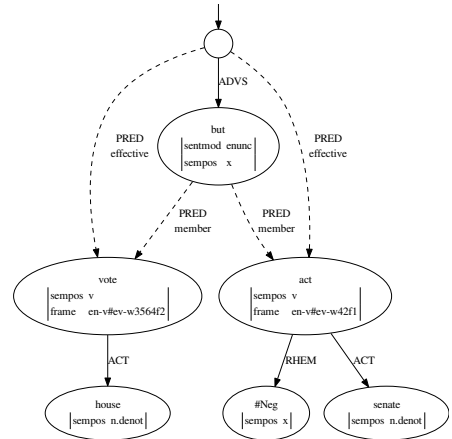 ADVS
but
sentmod enunc
sempos x
PRED
effective
PRED
effective
PRED
member
PRED
member
vote
sempos v
frame en-v#ev-w3564f2
act
sempos v
frame en-v#ev-w42f1
ACT
RHEM
ACT
house
sempos n.denot
#Neg
sempos x
senate
sempos n.denot